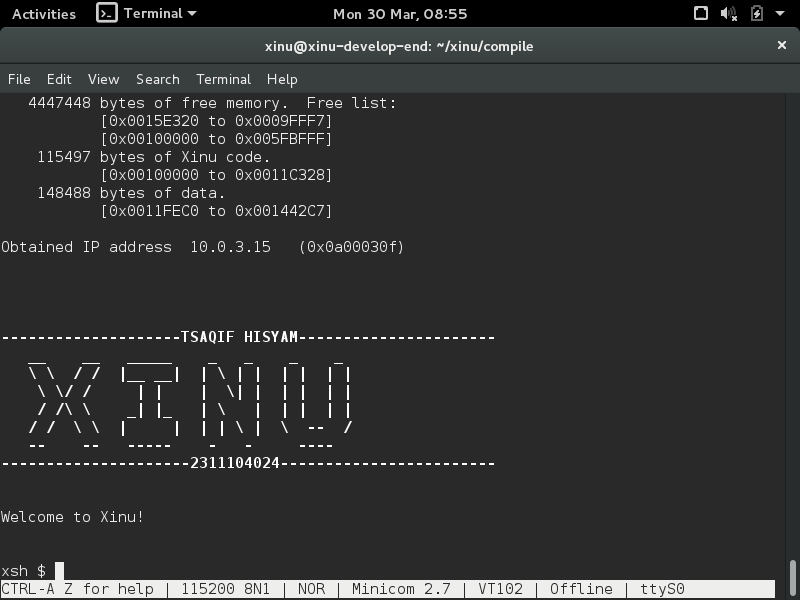 Activities Terminal Mon 30 Mar, 08:55
xinu@xinu-develop-end: ~/xinu/compile
File Edit View Search Terminal Help
   4447448 bytes of free memory.  Free list:
           [0x0015E320 to 0x0009FFF7]
           [0x00100000 to 0x005FBFFF]
    115497 bytes of Xinu code.
           [0x00100000 to 0x0011C328]
    148488 bytes of data.
           [0x0011FEC0 to 0x001442C7]
Obtained IP address  10.0.3.15   (0x0a00030f)
--------------------TSAQIF HISYAM----------------------
XINU
---------------------2311104024------------------------
Welcome to Xinu!
xsh $
CTRL-A Z for help | 115200 8N1 | NOR | Minicom 2.7 | VT102 | Offline | ttyS0